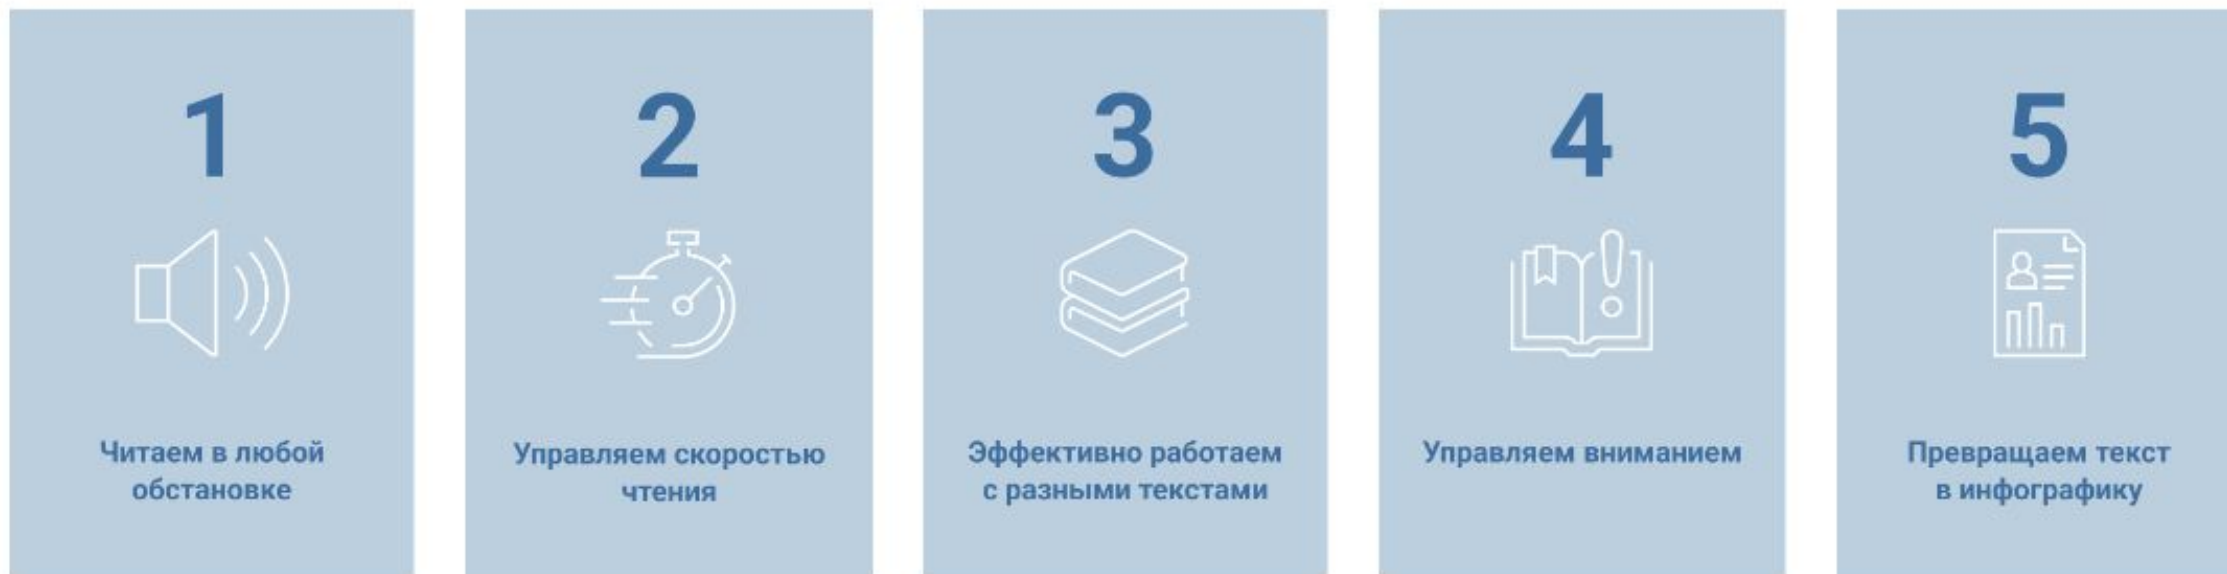 1
Читаем в любой
обстановке
2
Управляем скоростью
чтения
3
Эффективно работаем
с разными текстами
4
Управляем вниманием
5
Превращаем текст
в инфографику